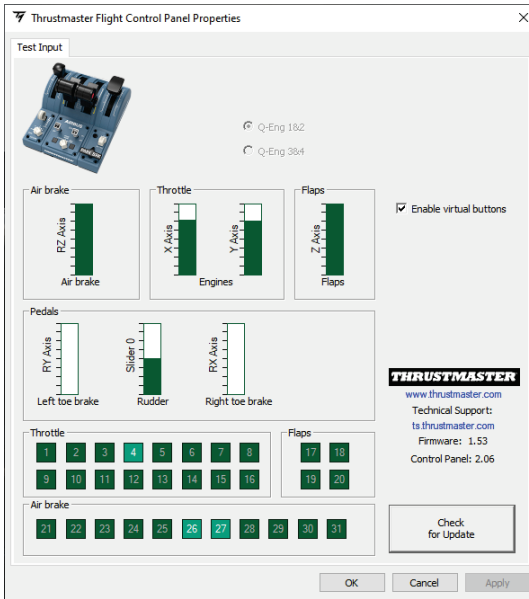 Thrustmaster Flight Control Panel Properties
Test Input
AIRBUS
Q-Eng 1&2
Q-Eng 3&4
Air brake
RZ Axis
Air brake
Throttle
X Axis
Y Axis
Engines
Flaps
Z Axis
Flaps
Enable virtual buttons
Pedals
RY Axis
Left toe brake
Slider 0
Rudder
RX Axis
Right toe brake
THRUSTMASTER
www.thrustmaster.com
Technical Support:
ts.thrustmaster.com
Firmware: 1.53
Control Panel: 2.06
Throttle
1 2 3 4 5 6 7 8
9 10 11 12 13 14 15 16
Flaps
17 18
19 20
Air brake
21 22 23 24 25 26 27 28 29 30 31
Check
for Update
OK Cancel Apply